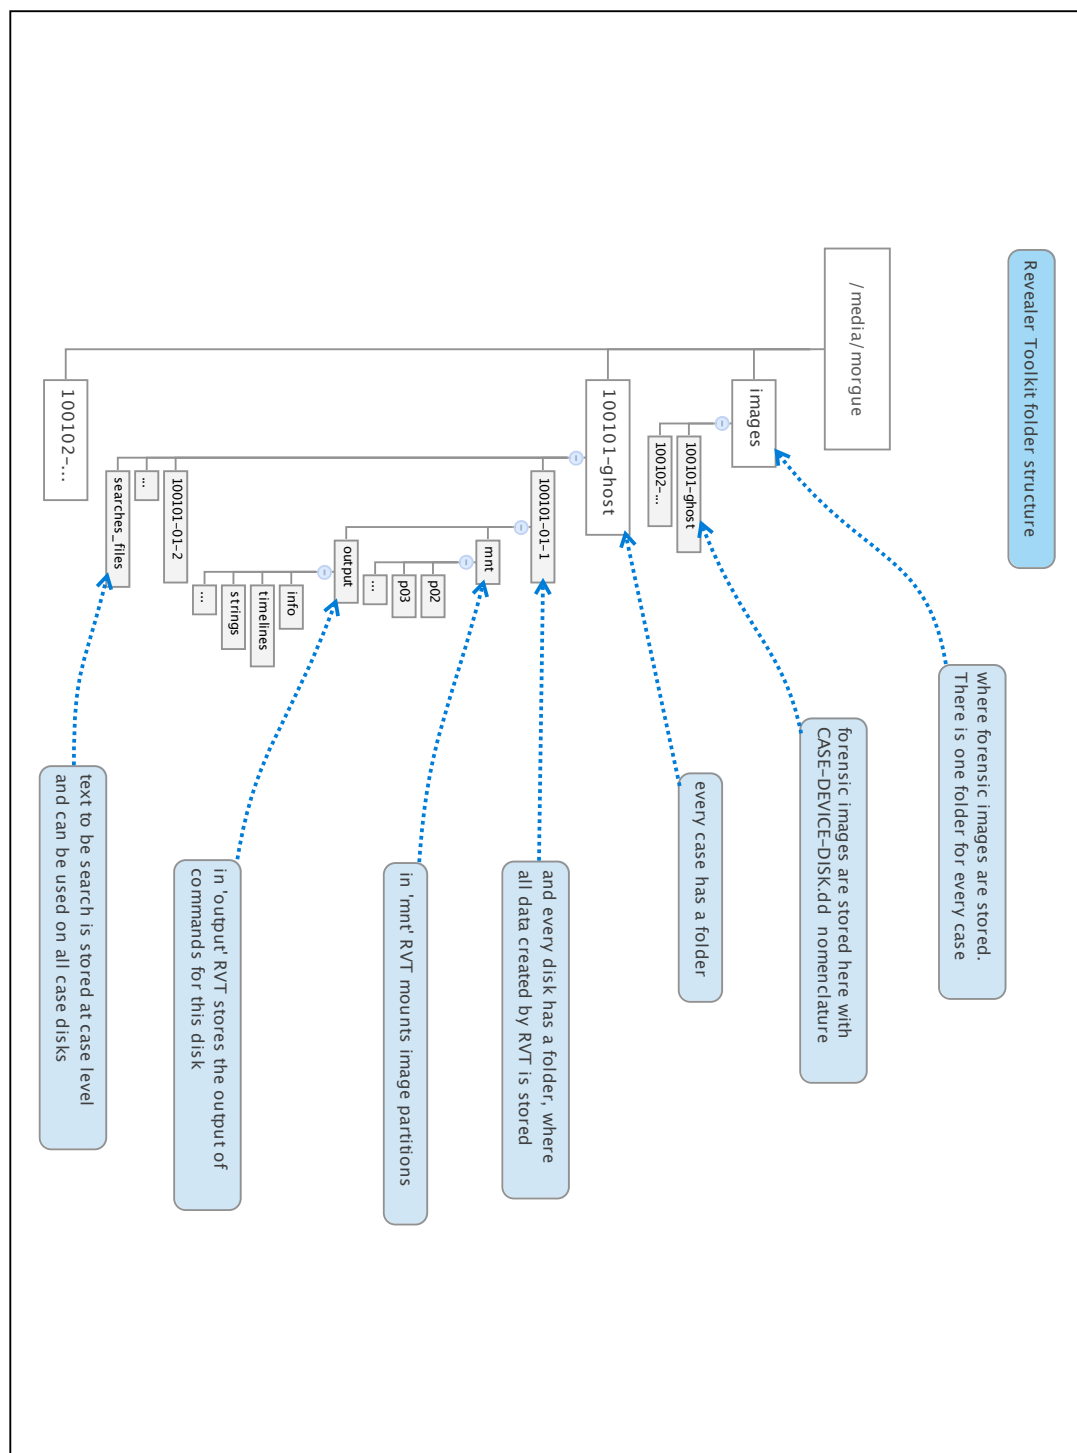 Revealer Toolkit folder structure
/media/morgue
images
100101-ghost
100102-...
100101-ghost
100101-01-1
mnt
p02
p03
...
output
info
timelines
strings
...
100101-01-2
...
searches_files
100102-...
where forensic images are stored.
There is one folder for every case
forensic images are stored here with
CASE-DEVICE-DISK.dd nomenclature
every case has a folder
and every disk has a folder, where
all data created by RVT is stored
in 'mnt' RVT mounts image partitions
in 'output' RVT stores the output of
commands for this disk
text to be search is stored at case level
and can be used on all case disks